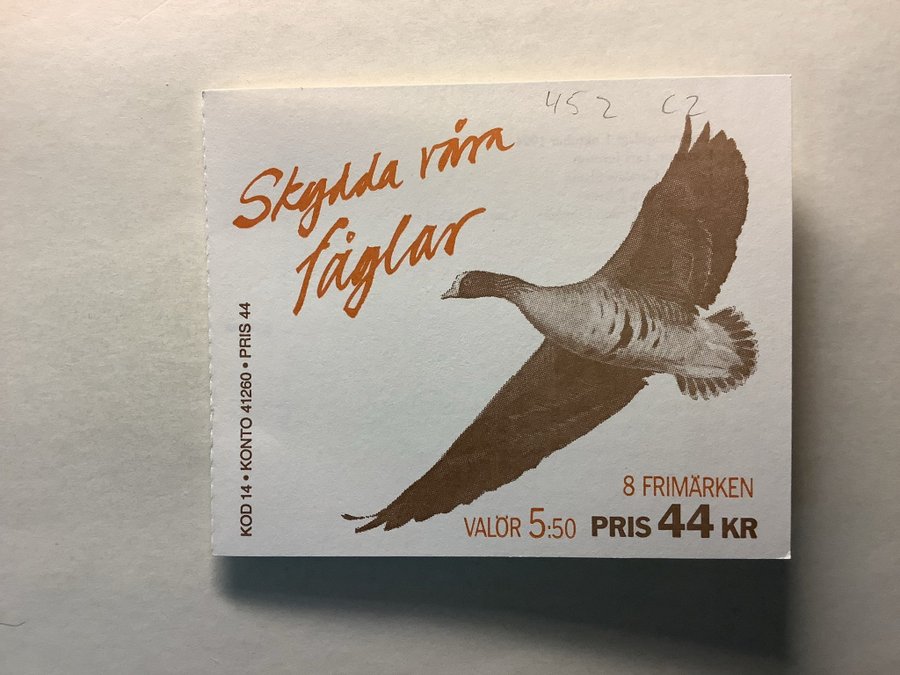 452 C2
Skydda våra
fåglar
KOD 14 • KONTO 41260 • PRIS 44
8 FRIMÄRKEN
VALÖR 5:50 PRIS 44 KR